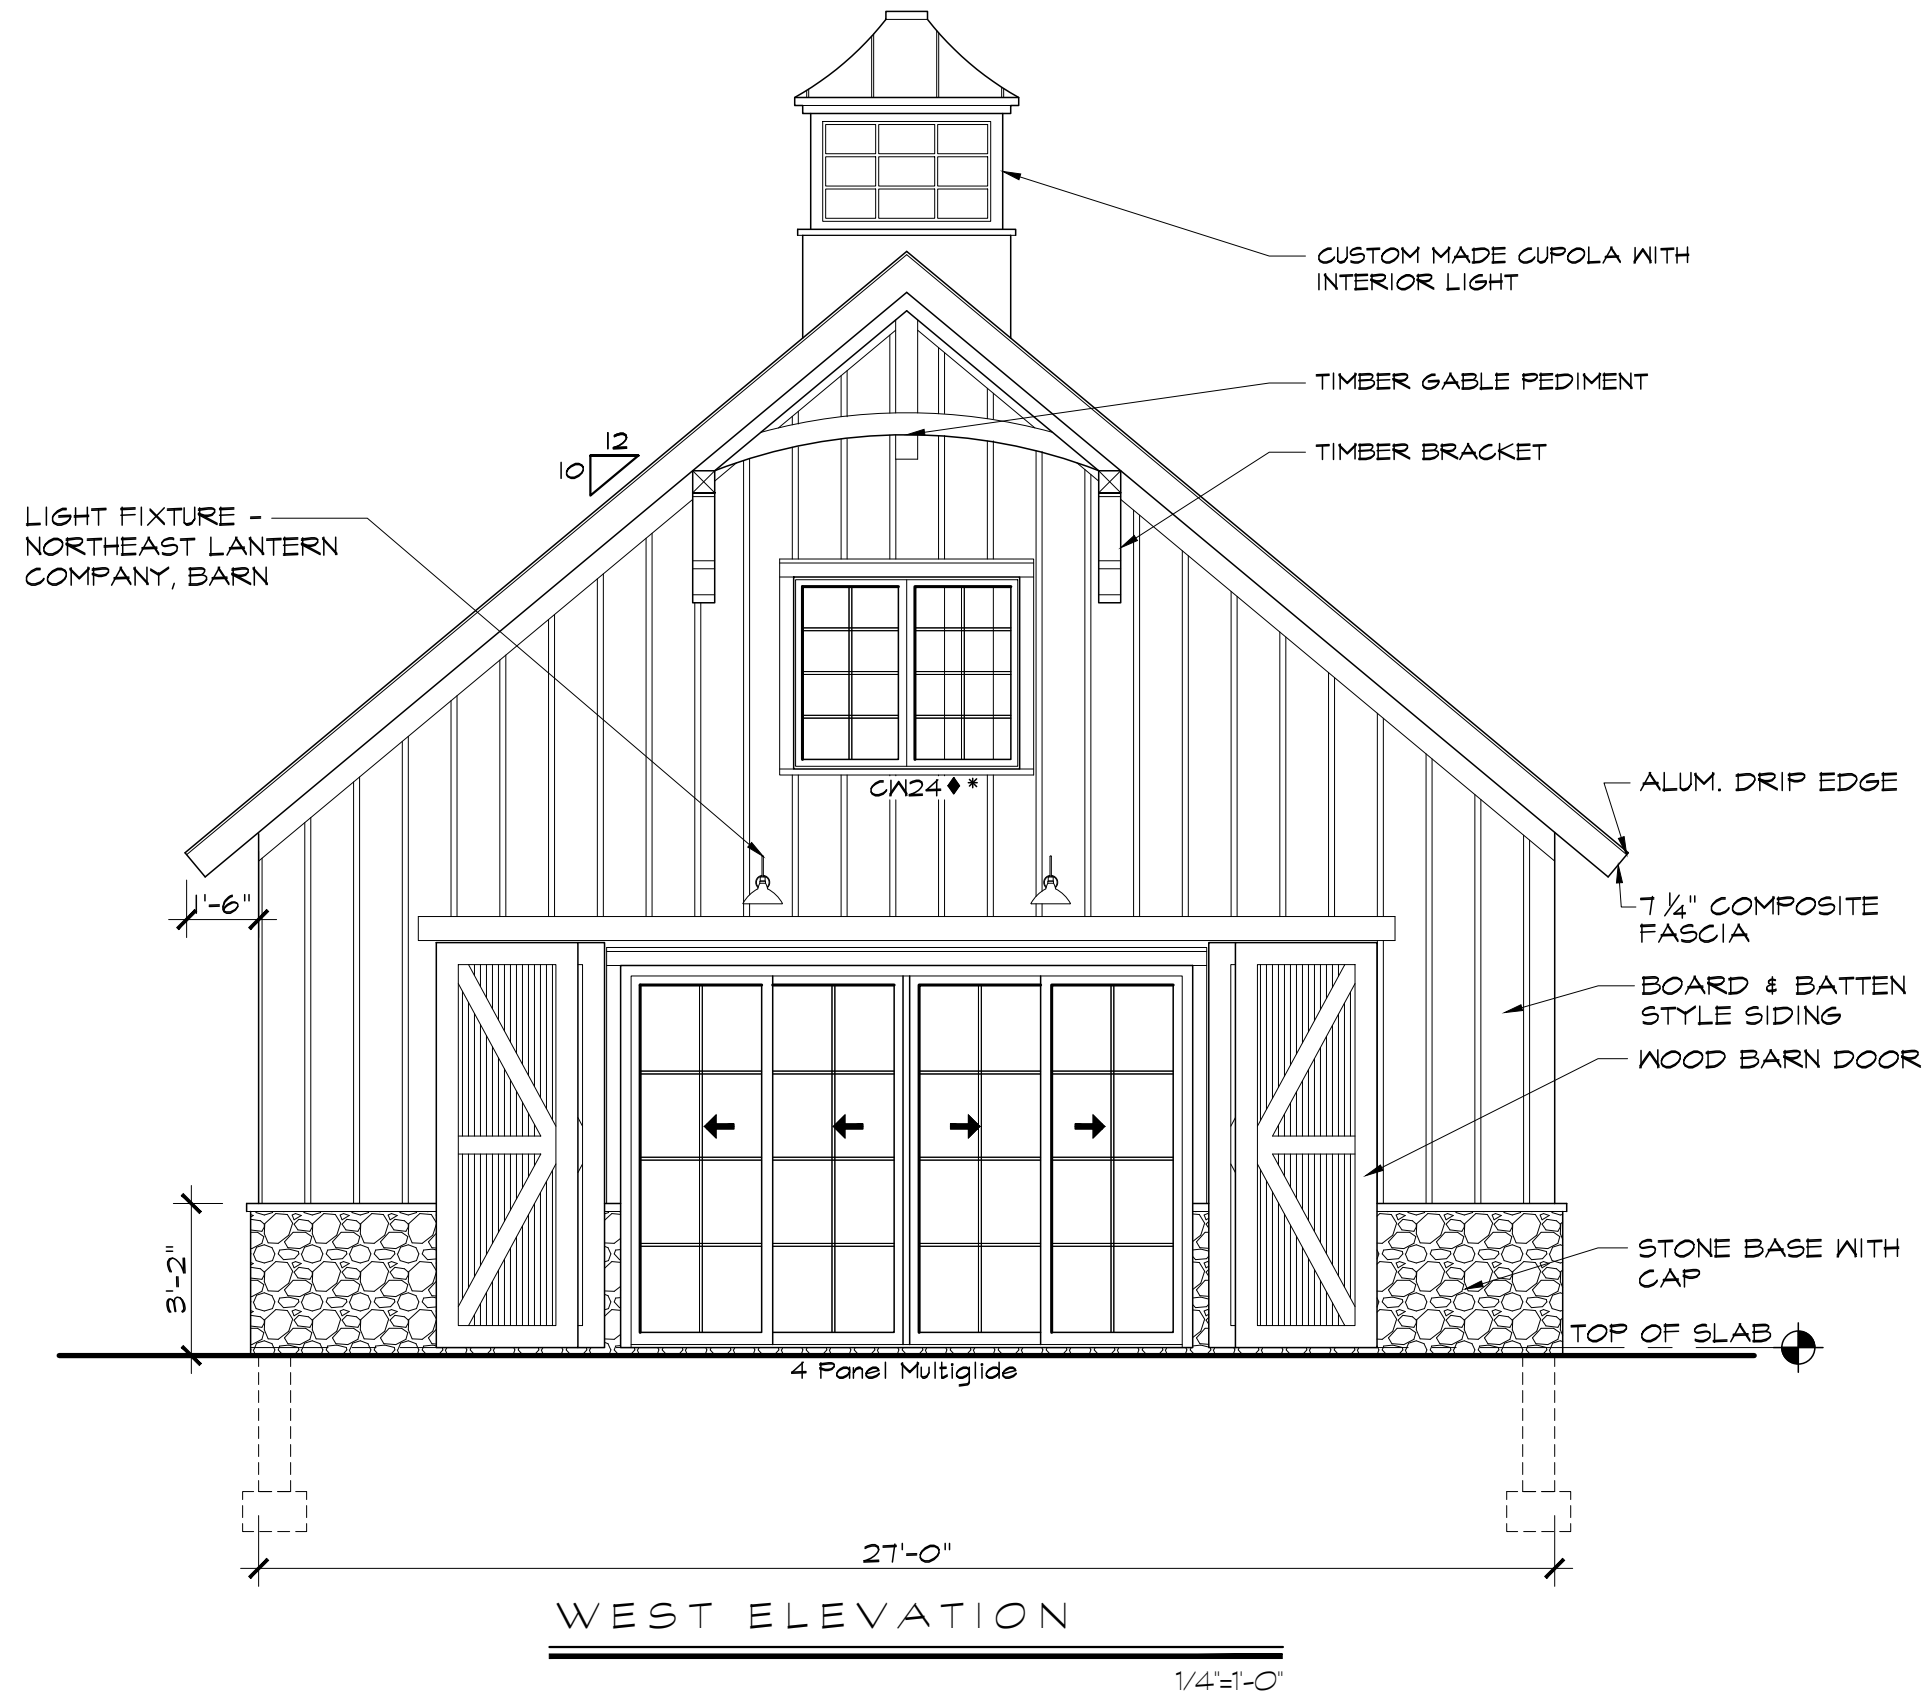 CUSTOM MADE CUPOLA WITH
INTERIOR LIGHT
TIMBER GABLE PEDIMENT
12
10
TIMBER BRACKET
LIGHT FIXTURE -
NORTHEAST LANTERN
COMPANY, BARN
CW24♦*
ALUM. DRIP EDGE
1'-6"
7 1/4" COMPOSITE
FASCIA
BOARD & BATTEN
STYLE SIDING
WOOD BARN DOOR
3'-2"
STONE BASE WITH
CAP
TOP OF SLAB
4 Panel Multiglide
27'-0"
WEST ELEVATION
1/4"=1'-0"